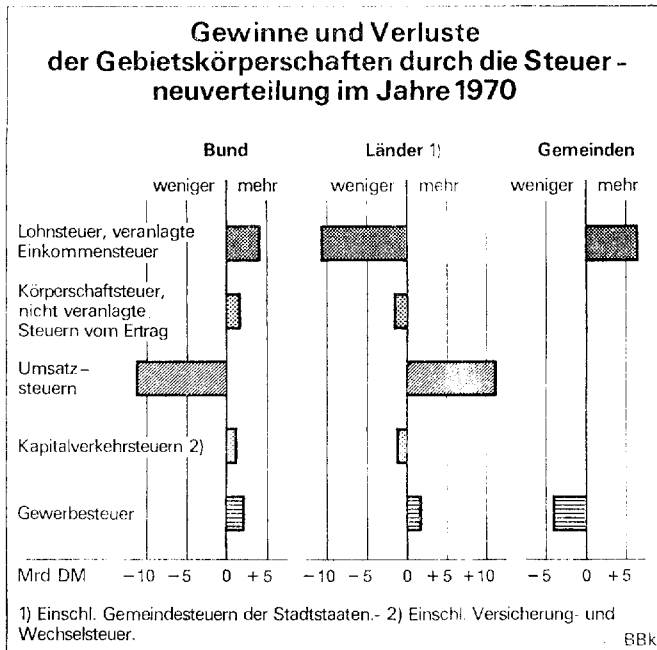 Gewinne und Verluste
der Gebietskörperschaften durch die Steuer-
neuverteilung im Jahre 1970
Bund Länder 1) Gemeinden
weniger mehr weniger mehr weniger mehr
Lohnsteuer, veranlagte
Einkommensteuer
Körperschaftsteuer,
nicht veranlagte
Steuern vom Ertrag
Umsatz-
steuern
Kapitalverkehrsteuern 2)
Gewerbesteuer
Mrd DM −10 −5 0 +5 −10 −5 0 +5 +10 −5 0 +5
1) Einschl. Gemeindesteuern der Stadtstaaten.- 2) Einschl. Versicherung- und
Wechselsteuer.
BBk